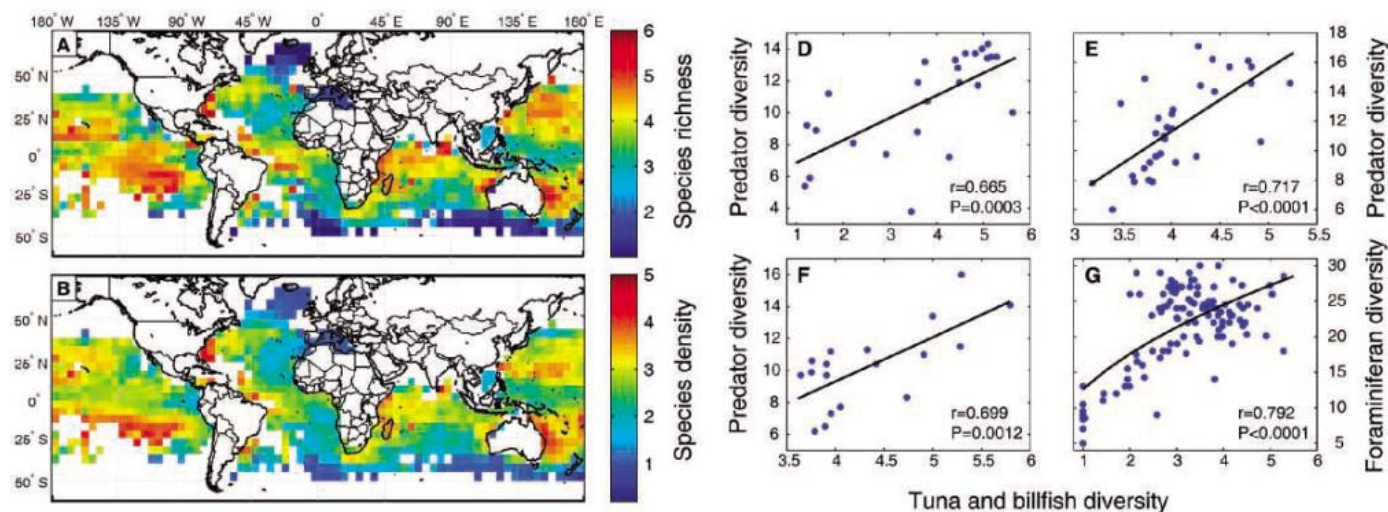 180° W 135° W 90° W 45° W 0° 45° E 90° E 135° E 180° E
A
50° N
25° N
0°
25° S
50° S
6
5
4
3
2
Species richness
B
50° N
25° N
0°
25° S
50° S
5
4
3
2
1
Species density
D
Predator diversity
14
12
10
8
6
4
r=0.665
P=0.0003
1 2 3 4 5 6
E
18
16
14
12
10
8
6
Predator diversity
r=0.717
P<0.0001
3 3.5 4 4.5 5 5.5
F
Predator diversity
16
14
12
10
8
6
r=0.699
P=0.0012
3.5 4 4.5 5 5.5 6
G
30
25
20
15
10
5
Foraminiferan diversity
r=0.792
P<0.0001
1 2 3 4 5 6
Tuna and billfish diversity